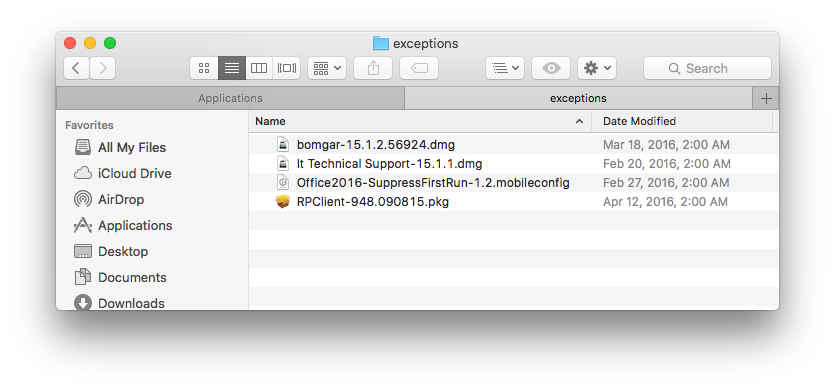 exceptions
Search
Applications
exceptions
Favorites
All My Files
iCloud Drive
AirDrop
Applications
Desktop
Documents
Downloads
Name
Date Modified
bomgar-15.1.2.56924.dmg
Mar 18, 2016, 2:00 AM
It Technical Support-15.1.1.dmg
Feb 20, 2016, 2:00 AM
Office2016-SuppressFirstRun-1.2.mobileconfig
Feb 27, 2016, 2:00 AM
RPClient-948.090815.pkg
Apr 12, 2016, 2:00 AM